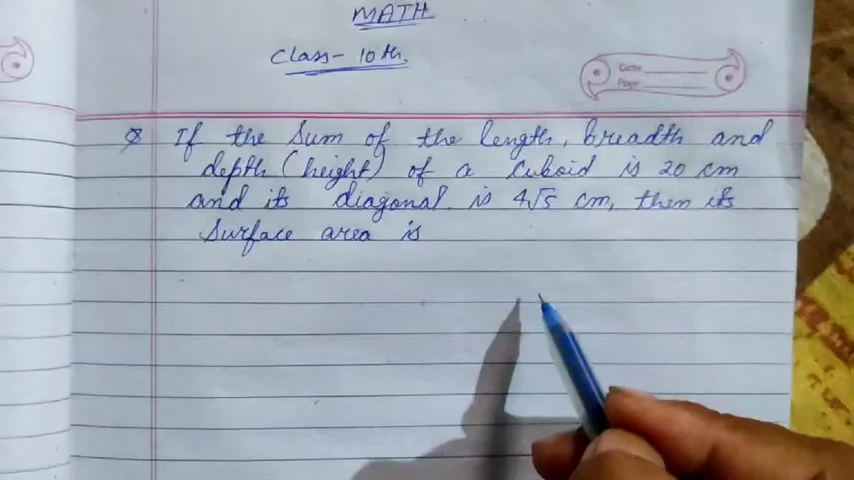 MATH
Class- 10th.
Date
Page
Q If the Sum of the length, breadth and
depth (height) of a cuboid is 20 cm
and its diagonal is 4√5 cm, then its
Surface area is